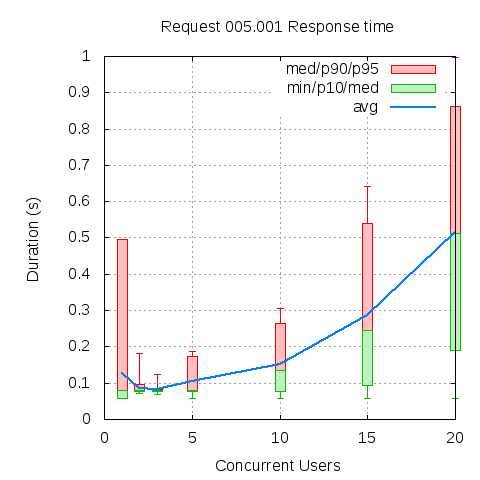 Request 005.001 Response time
1
0.9
0.8
0.7
0.6
0.5
0.4
0.3
0.2
0.1
0
Duration (s)
med/p90/p95
min/p10/med
avg
0 5 10 15 20
Concurrent Users